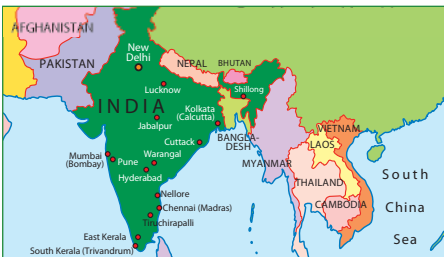 AFGHANISTAN
PAKISTAN
New
Delhi
NEPAL
BHUTAN
Lucknow
Shillong
INDIA
Kolkata
(Calcutta)
Jabalpur
Cuttack
BANGLA-
DESH
VIETNAM
LAOS
MYANMAR
Mumbai
(Bombay)
Pune
Warangal
Hyderabad
THAILAND
South
China
Sea
Nellore
Chennai (Madras)
CAMBODIA
Tiruchirapalli
East Kerala
South Kerala (Trivandrum)